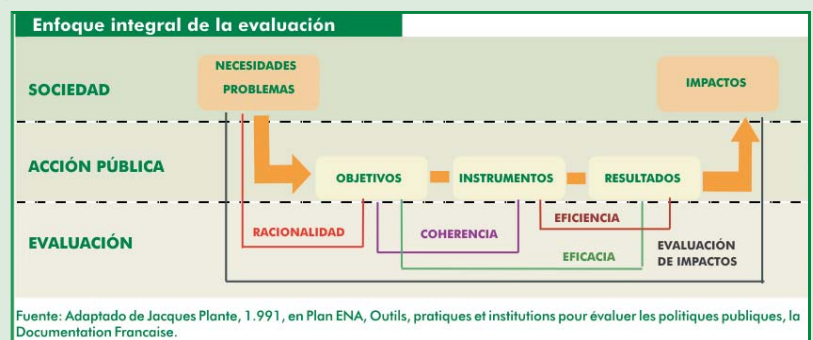 Enfoque integral de la evaluación
NECESIDADES
PROBLEMAS
IMPACTOS
SOCIEDAD
ACCIÓN PÚBLICA
OBJETIVOS
INSTRUMENTOS
RESULTADOS
EFICIENCIA
RACIONALIDAD
COHERENCIA
EVALUACIÓN
EFICACIA
EVALUACIÓN
DE IMPACTOS
Fuente: Adaptado de Jacques Plante, 1.991, en Plan ENA, Outils, pratiques et institutions pour évaluer les politiques publiques, la
Documentation Francaise.